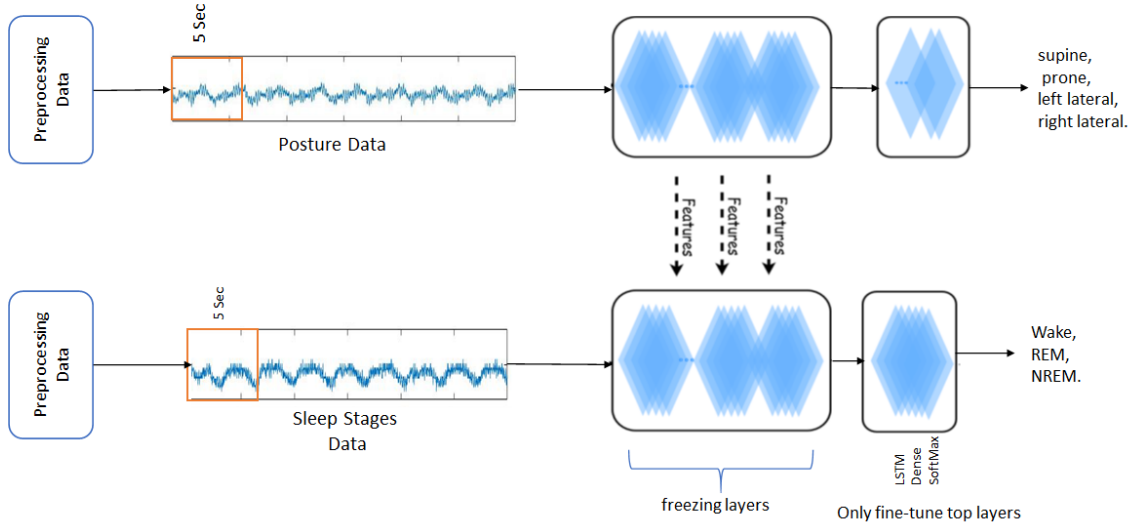 Preprocessing
Data
5 Sec
Posture Data
supine,
prone,
left lateral,
right lateral.
Features
Features
Features
Preprocessing
Data
5 Sec
Sleep Stages
Data
Wake,
REM,
NREM.
LSTM
Dense
SoftMax
freezing layers
Only fine-tune top layers